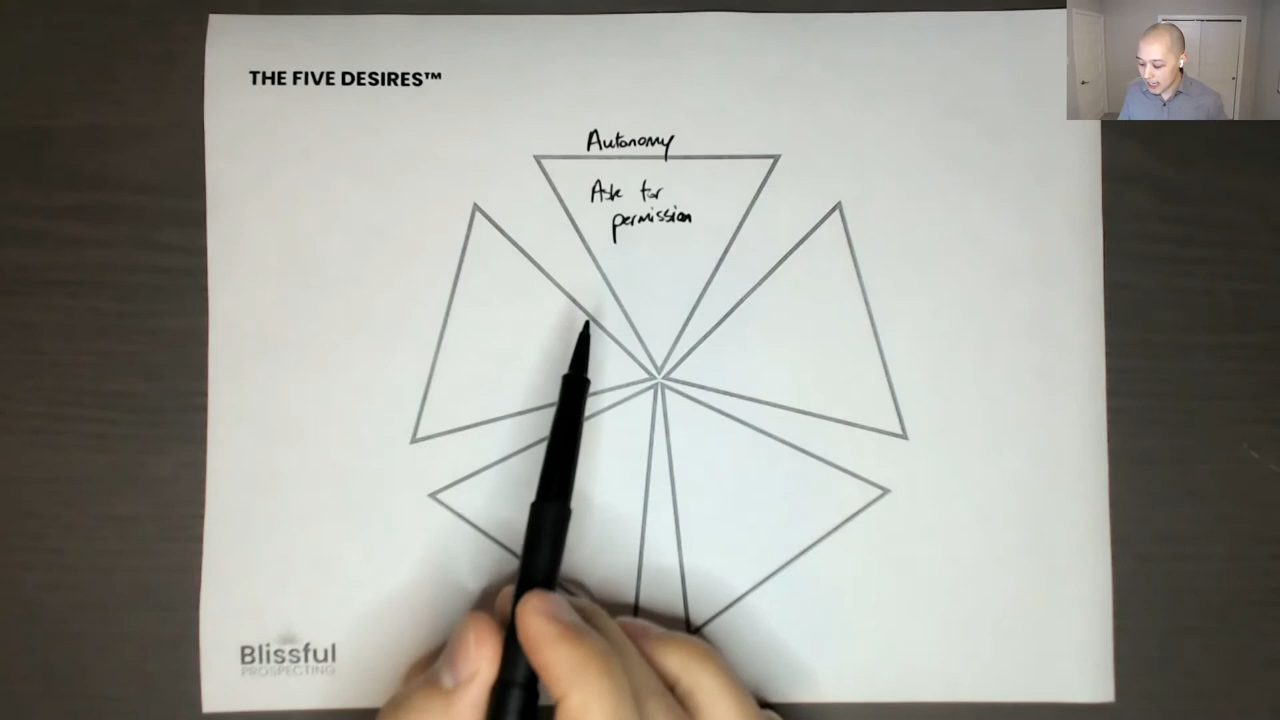 THE FIVE DESIRES™
Autonomy
Ask for
permission
Blissful
PROSPECTING